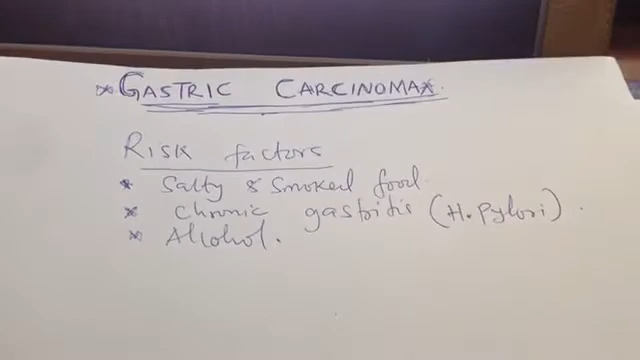 * GASTRIC CARCINOMA*.
Risk factors
* Salty & smoked food.
* Chronic gastritis (H. Pylori).
* Alcohol.